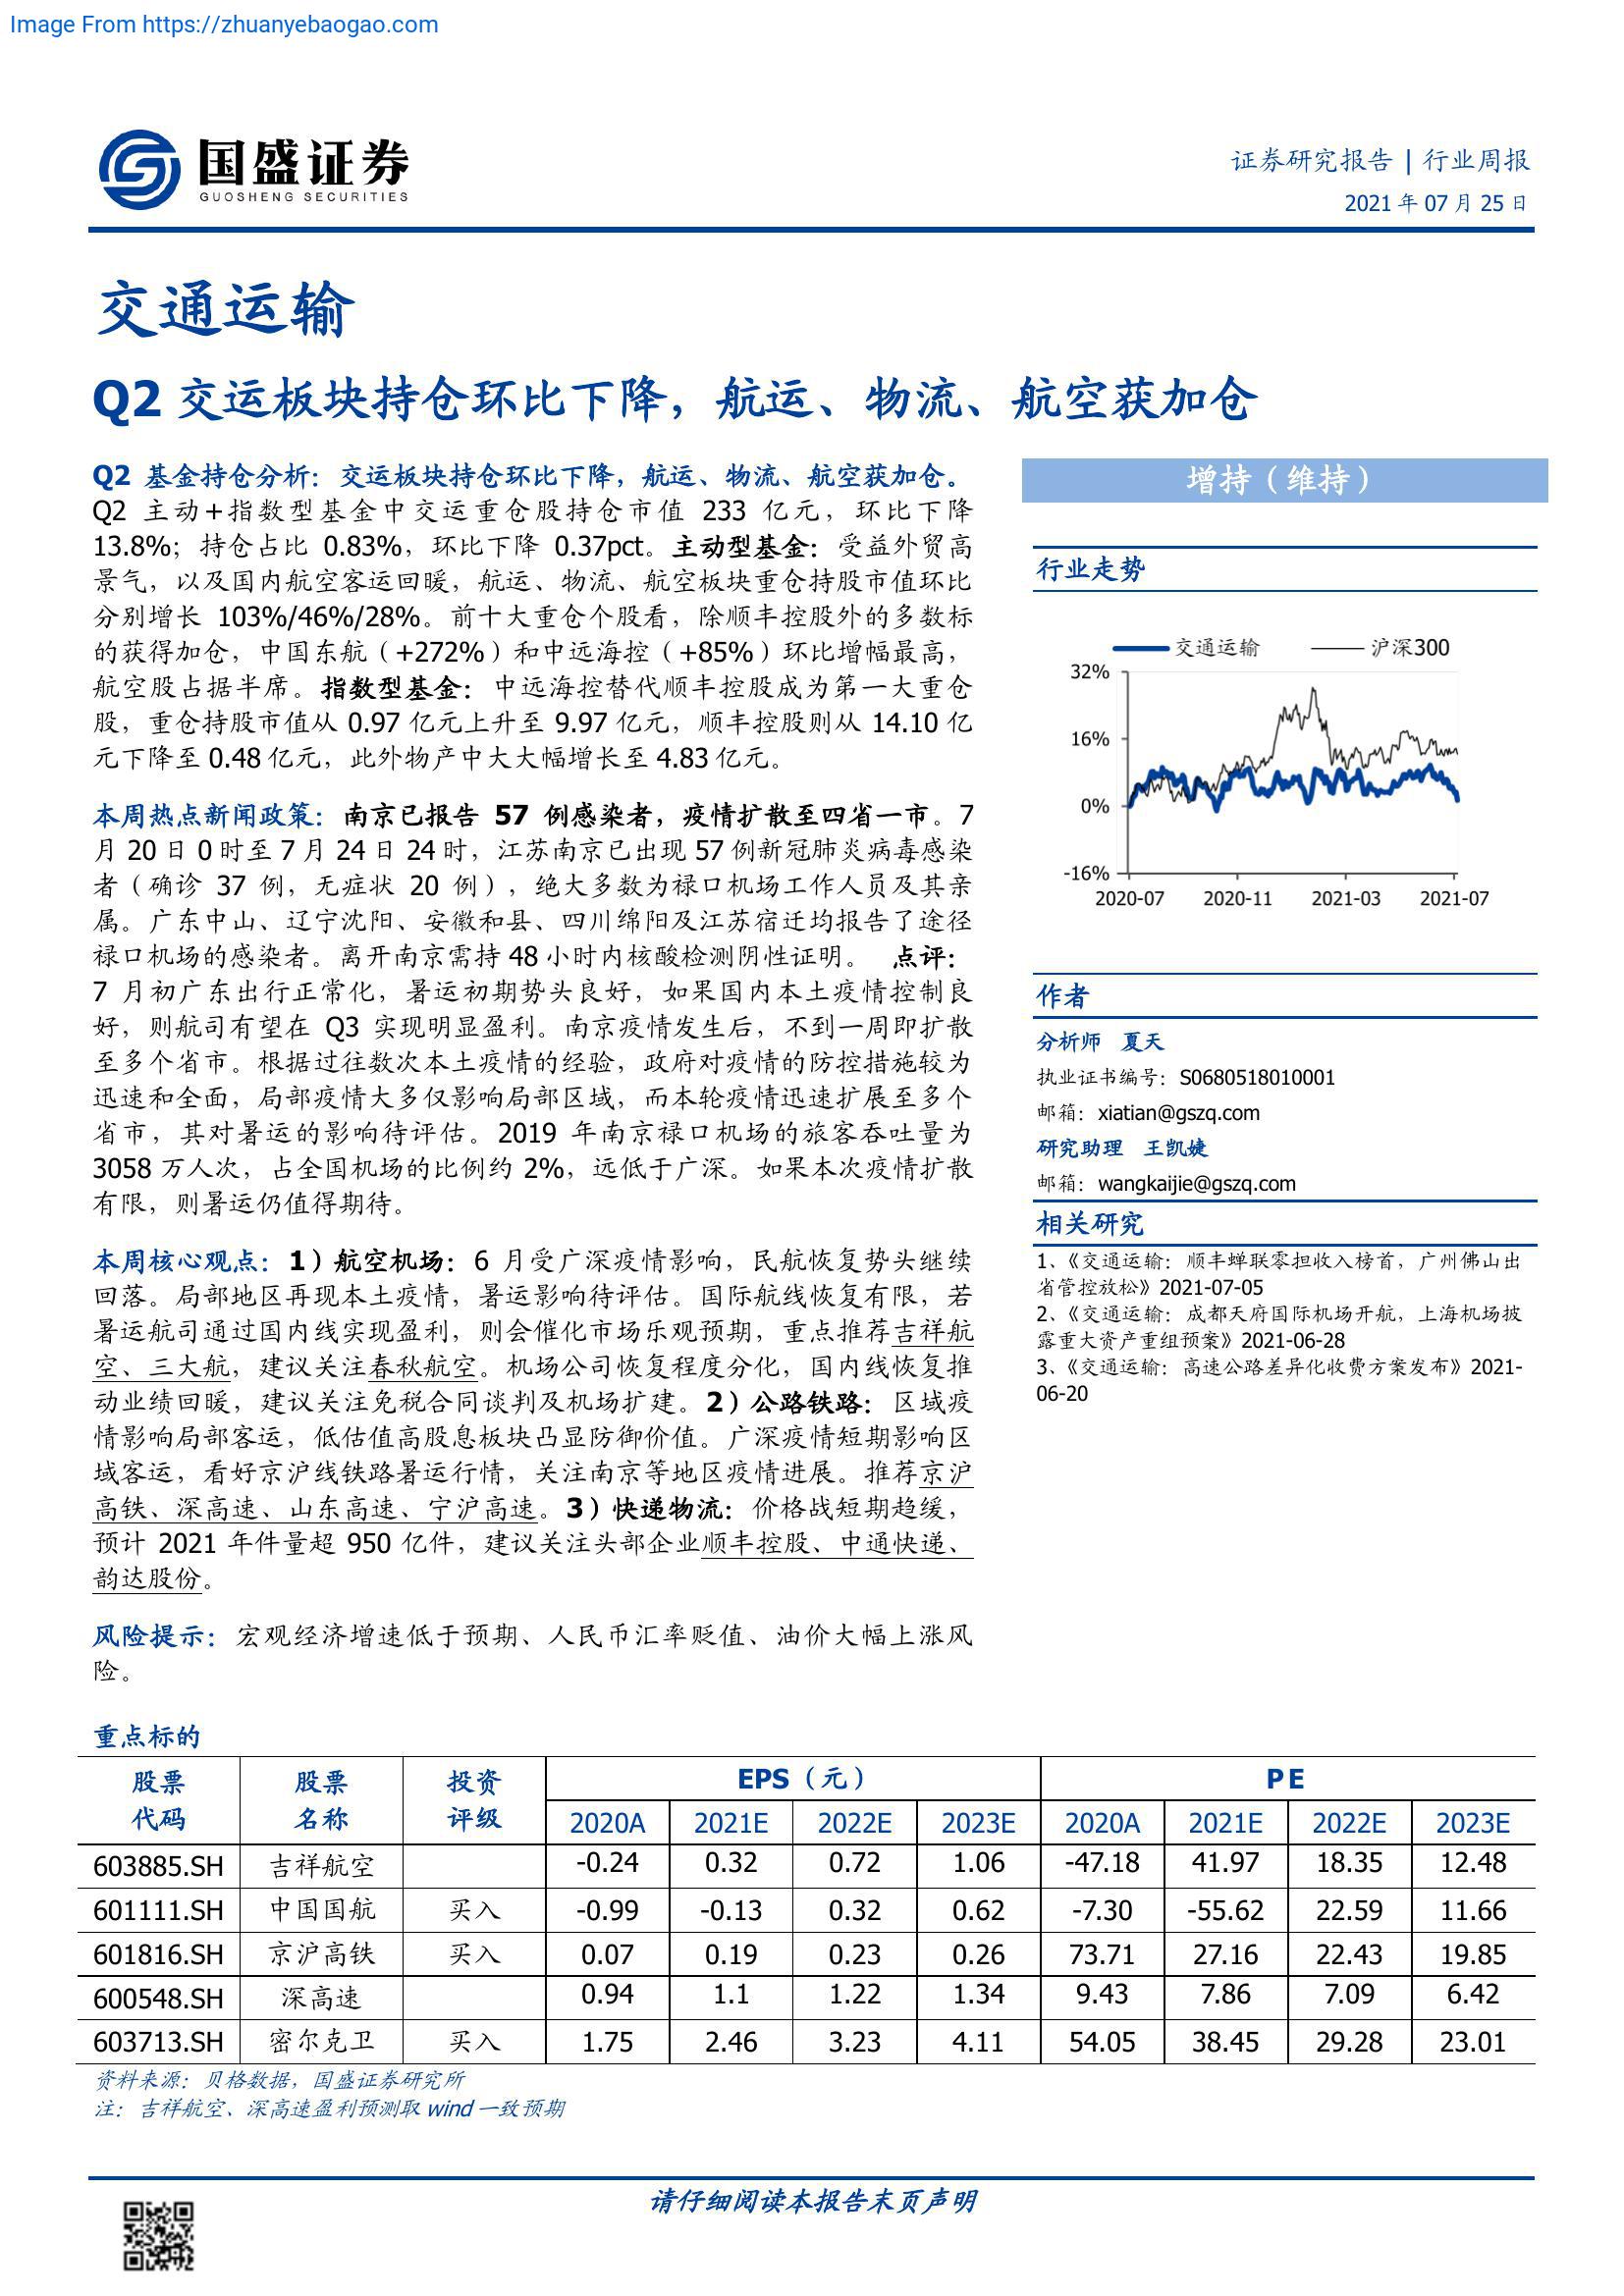 Image From https://zhuanyebaogao.com
国盛证券
GUOSHENG SECURITIES
证券研究报告 | 行业周报
2021 年 07 月 25 日
交通运输
Q2 交运板块持仓环比下降，航运、物流、航空获加仓
Q2 基金持仓分析：交运板块持仓环比下降，航运、物流、航空获加仓。
Q2 主动+指数型基金中交运重仓股持仓市值 233 亿元，环比下降
13.8%；持仓占比 0.83%，环比下降 0.37pct。主动型基金：受益外贸高
景气，以及国内航空客运回暖，航运、物流、航空板块重仓持股市值环比
分别增长 103%/46%/28%。前十大重仓个股看，除顺丰控股外的多数标
的获得加仓，中国东航（+272%）和中远海控（+85%）环比增幅最高，
航空股占据半席。指数型基金：中远海控替代顺丰控股成为第一大重仓
股，重仓持股市值从 0.97 亿元上升至 9.97 亿元，顺丰控股则从 14.10 亿
元下降至 0.48 亿元，此外物产中大大幅增长至 4.83 亿元。
本周热点新闻政策：南京已报告 57 例感染者，疫情扩散至四省一市。7
月 20 日 0 时至 7 月 24 日 24 时，江苏南京已出现 57 例新冠肺炎病毒感染
者（确诊 37 例，无症状 20 例），绝大多数为禄口机场工作人员及其亲
属。广东中山、辽宁沈阳、安徽和县、四川绵阳及江苏宿迁均报告了途径
禄口机场的感染者。离开南京需持 48 小时内核酸检测阴性证明。 点评：
7 月初广东出行正常化，暑运初期势头良好，如果国内本土疫情控制良
好，则航司有望在 Q3 实现明显盈利。南京疫情发生后，不到一周即扩散
至多个省市。根据过往数次本土疫情的经验，政府对疫情的防控措施较为
迅速和全面，局部疫情大多仅影响局部区域，而本轮疫情迅速扩展至多个
省市，其对暑运的影响待评估。2019 年南京禄口机场的旅客吞吐量为
3058 万人次，占全国机场的比例约 2%，远低于广深。如果本次疫情扩散
有限，则暑运仍值得期待。
本周核心观点：1）航空机场：6 月受广深疫情影响，民航恢复势头继续
回落。局部地区再现本土疫情，暑运影响待评估。国际航线恢复有限，若
暑运航司通过国内线实现盈利，则会催化市场乐观预期，重点推荐吉祥航
空、三大航，建议关注春秋航空。机场公司恢复程度分化，国内线恢复推
动业绩回暖，建议关注免税合同谈判及机场扩建。2）公路铁路：区域疫
情影响局部客运，低估值高股息板块凸显防御价值。广深疫情短期影响区
域客运，看好京沪线铁路暑运行情，关注南京等地区疫情进展。推荐京沪
高铁、深高速、山东高速、宁沪高速。3）快递物流：价格战短期趋缓，
预计 2021 年件量超 950 亿件，建议关注头部企业顺丰控股、中通快递、
韵达股份。
风险提示：宏观经济增速低于预期、人民币汇率贬值、油价大幅上涨风
险。
增持（维持）
行业走势
交通运输 沪深300
32%
16%
0%
-16%
2020-07 2020-11 2021-03 2021-07
作者
分析师 夏天
执业证书编号：S0680518010001
邮箱：xiatian@gszq.com
研究助理 王凯婕
邮箱：wangkaijie@gszq.com
相关研究
1、《交通运输：顺丰蝉联零担收入榜首，广州佛山出
省管控放松》2021-07-05
2、《交通运输：成都天府国际机场开航，上海机场披
露重大资产重组预案》2021-06-28
3、《交通运输：高速公路差异化收费方案发布》2021-
06-20
重点标的
股票 股票 投资 EPS（元） P E
代码 名称 评级 2020A 2021E 2022E 2023E 2020A 2021E 2022E 2023E
603885.SH 吉祥航空 -0.24 0.32 0.72 1.06 -47.18 41.97 18.35 12.48
601111.SH 中国国航 买入 -0.99 -0.13 0.32 0.62 -7.30 -55.62 22.59 11.66
601816.SH 京沪高铁 买入 0.07 0.19 0.23 0.26 73.71 27.16 22.43 19.85
600548.SH 深高速 0.94 1.1 1.22 1.34 9.43 7.86 7.09 6.42
603713.SH 密尔克卫 买入 1.75 2.46 3.23 4.11 54.05 38.45 29.28 23.01
资料来源：贝格数据，国盛证券研究所
注：吉祥航空、深高速盈利预测取 wind 一致预期
请仔细阅读本报告末页声明